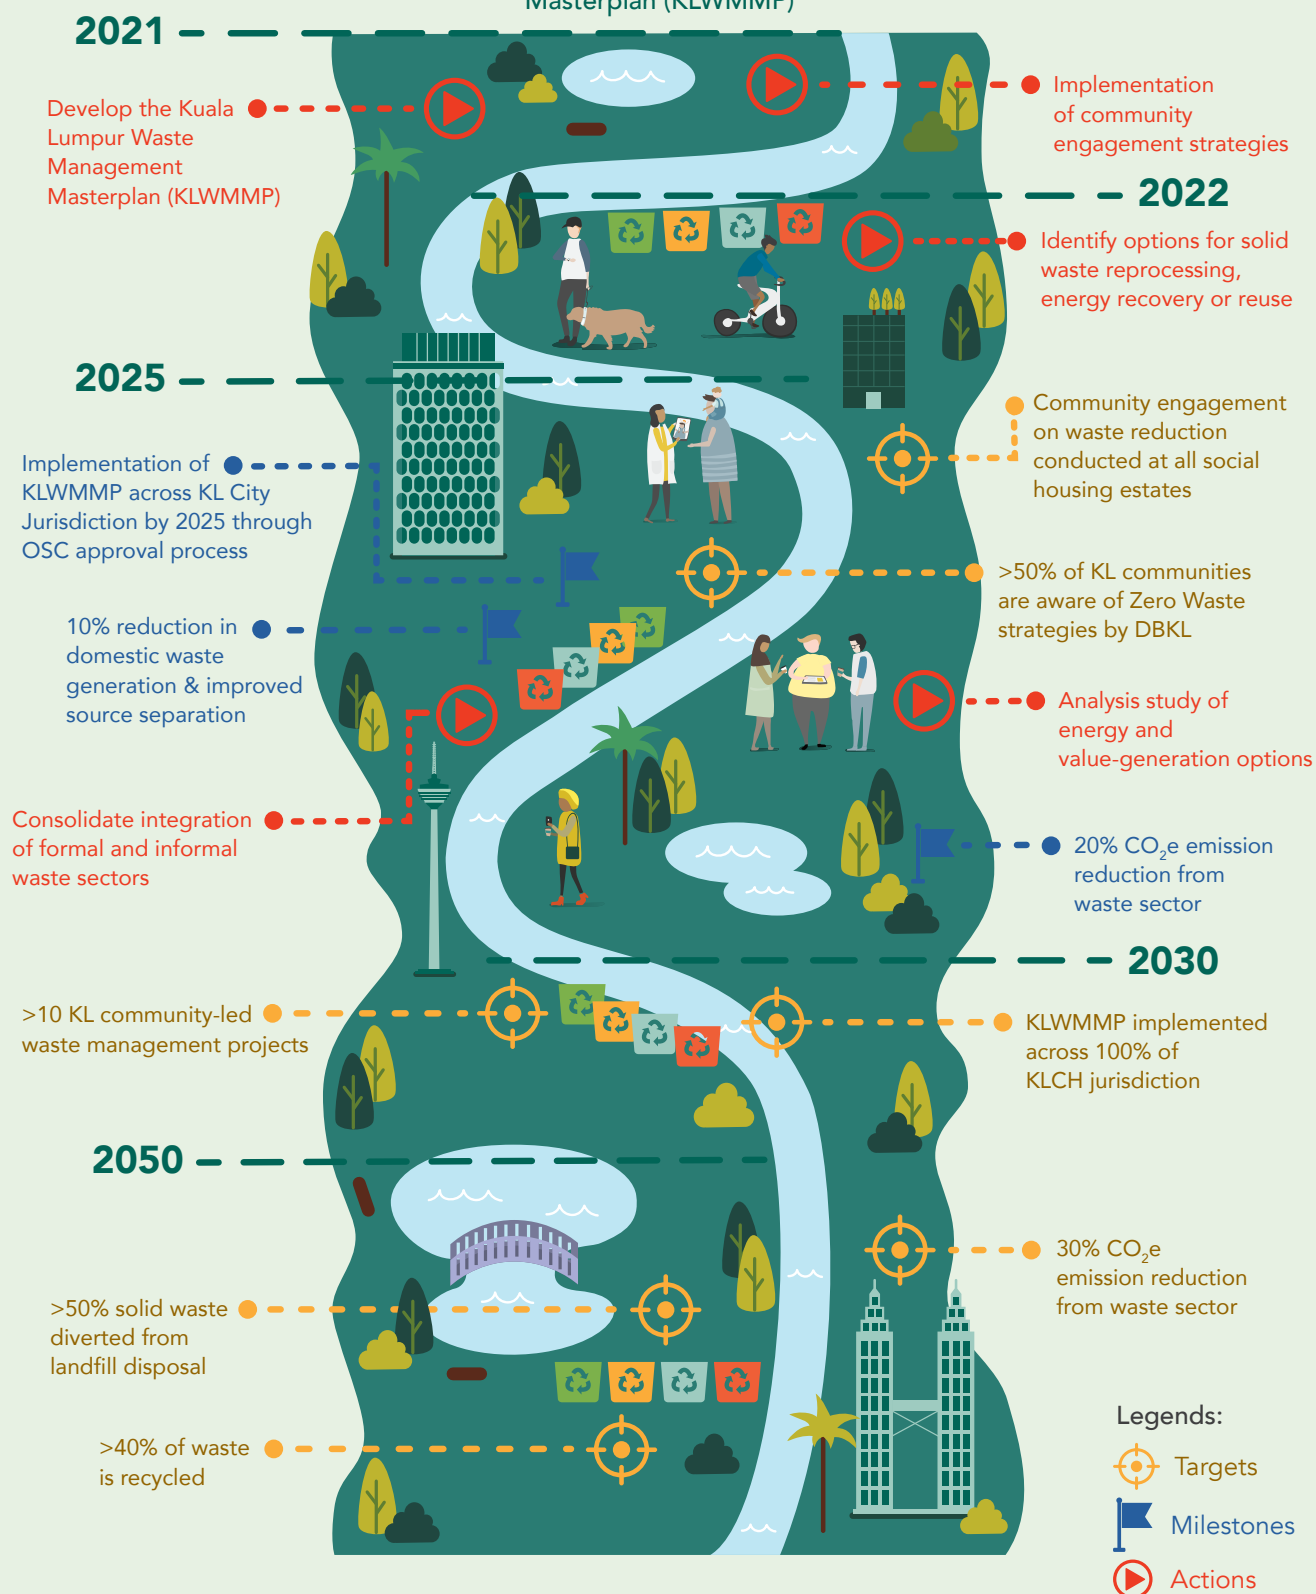 Masterplan (KLWMMP)
2021
Develop the Kuala
Lumpur Waste
Management
Masterplan (KLWMMP)
Implementation
of community
engagement strategies
2022
Identify options for solid
waste reprocessing,
energy recovery or reuse
2025
Community engagement
on waste reduction
conducted at all social
housing estates
Implementation of
KLWMMP across KL City
Jurisdiction by 2025 through
OSC approval process
>50% of KL communities
are aware of Zero Waste
strategies by DBKL
10% reduction in
domestic waste
generation & improved
source separation
Analysis study of
energy and
value-generation options
Consolidate integration
of formal and informal
waste sectors
20% CO₂e emission
reduction from
waste sector
2030
>10 KL community-led
waste management projects
KLWMMP implemented
across 100% of
KLCH jurisdiction
2050
30% CO₂e
emission reduction
from waste sector
>50% solid waste
diverted from
landfill disposal
>40% of waste
is recycled
Legends:
Targets
Milestones
Actions